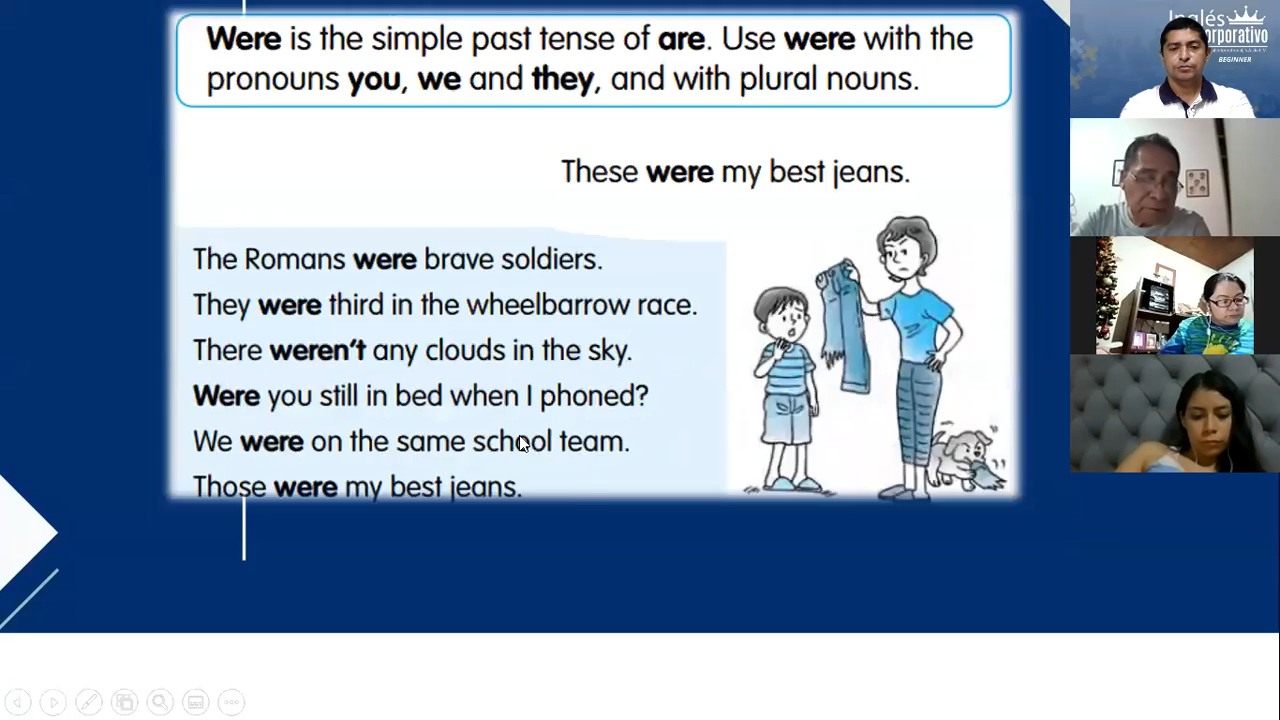 Were is the simple past tense of are. Use were with the
pronouns you, we and they, and with plural nouns.
These were my best jeans.
The Romans were brave soldiers.
They were third in the wheelbarrow race.
There weren't any clouds in the sky.
Were you still in bed when I phoned?
We were on the same school team.
Those were my best jeans.
Inglés
BEGINNER